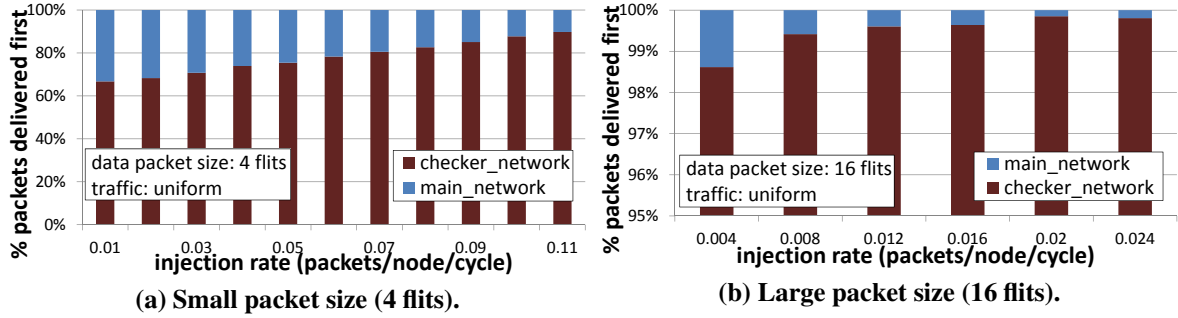 % packets delivered first
100%
80%
60%
40%
20%
0%
data packet size: 4 flits
traffic: uniform
checker_network
main_network
0.01 0.03 0.05 0.07 0.09 0.11
injection rate (packets/node/cycle)
(a) Small packet size (4 flits).
% packets delivered first
100%
99%
98%
97%
96%
95%
data packet size: 16 flits
traffic: uniform
main_network
checker_network
0.004 0.008 0.012 0.016 0.02 0.024
injection rate (packets/node/cycle)
(b) Large packet size (16 flits).